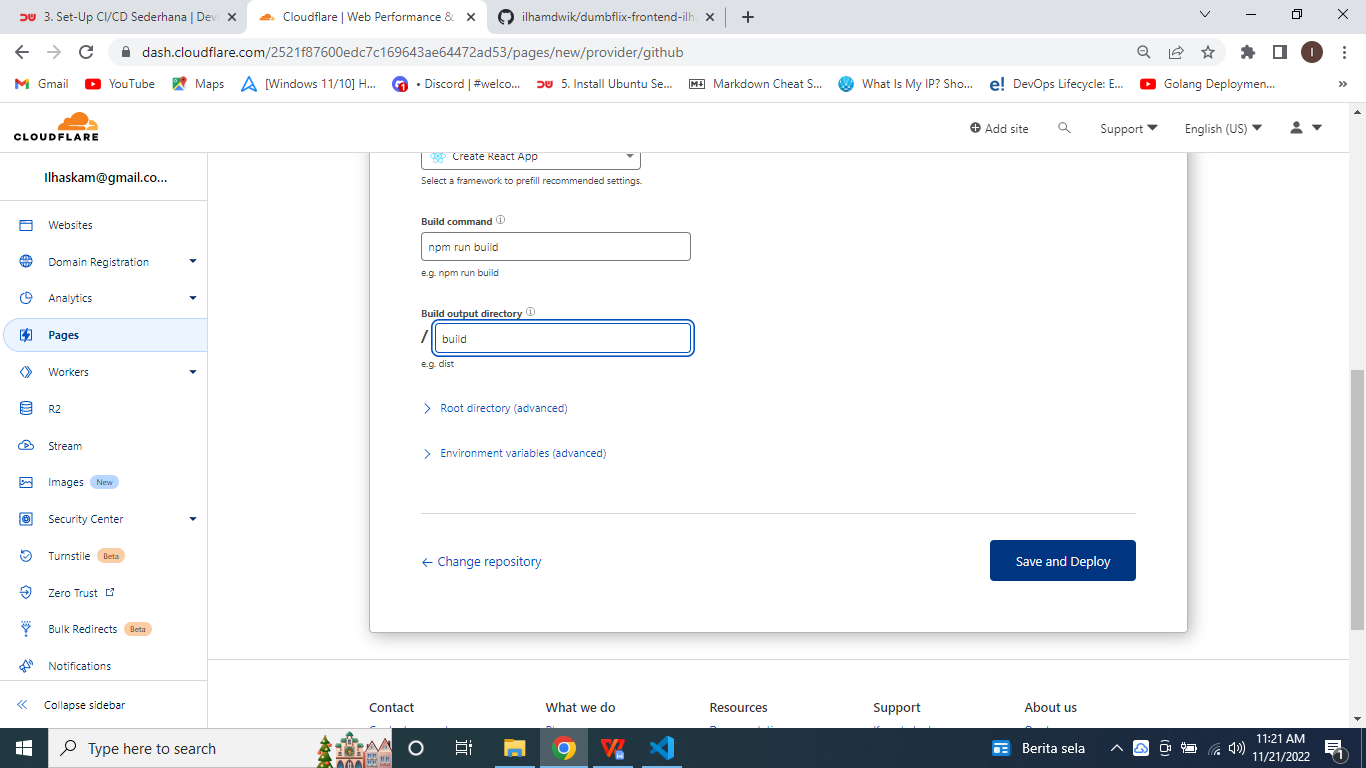 3. Set-Up CI/CD Sederhana | Dev
Cloudflare | Web Performance &
ilhamdwik/dumbflix-frontend-ilh
dash.cloudflare.com/2521f87600edc7c169643ae64472ad53/pages/new/provider/github
I
Gmail
YouTube
Maps
[Windows 11/10] H...
• Discord | #welco...
5. Install Ubuntu Se...
Markdown Cheat S...
What Is My IP? Sho...
DevOps Lifecycle: E...
Golang Deploymen...
»
CLOUDFLARE
Add site
Support
English (US)
Ilhaskam@gmail.co...
Websites
Domain Registration
Analytics
Pages
Workers
R2
Stream
Images New
Security Center
Turnstile Beta
Zero Trust
Bulk Redirects Beta
Notifications
Collapse sidebar
Create React App
Select a framework to prefill recommended settings.
Build command
npm run build
e.g. npm run build
Build output directory
/ build
e.g. dist
Root directory (advanced)
Environment variables (advanced)
← Change repository
Save and Deploy
Contact
What we do
Resources
Support
About us
Type here to search
Berita sela
11:21 AM
11/21/2022
1